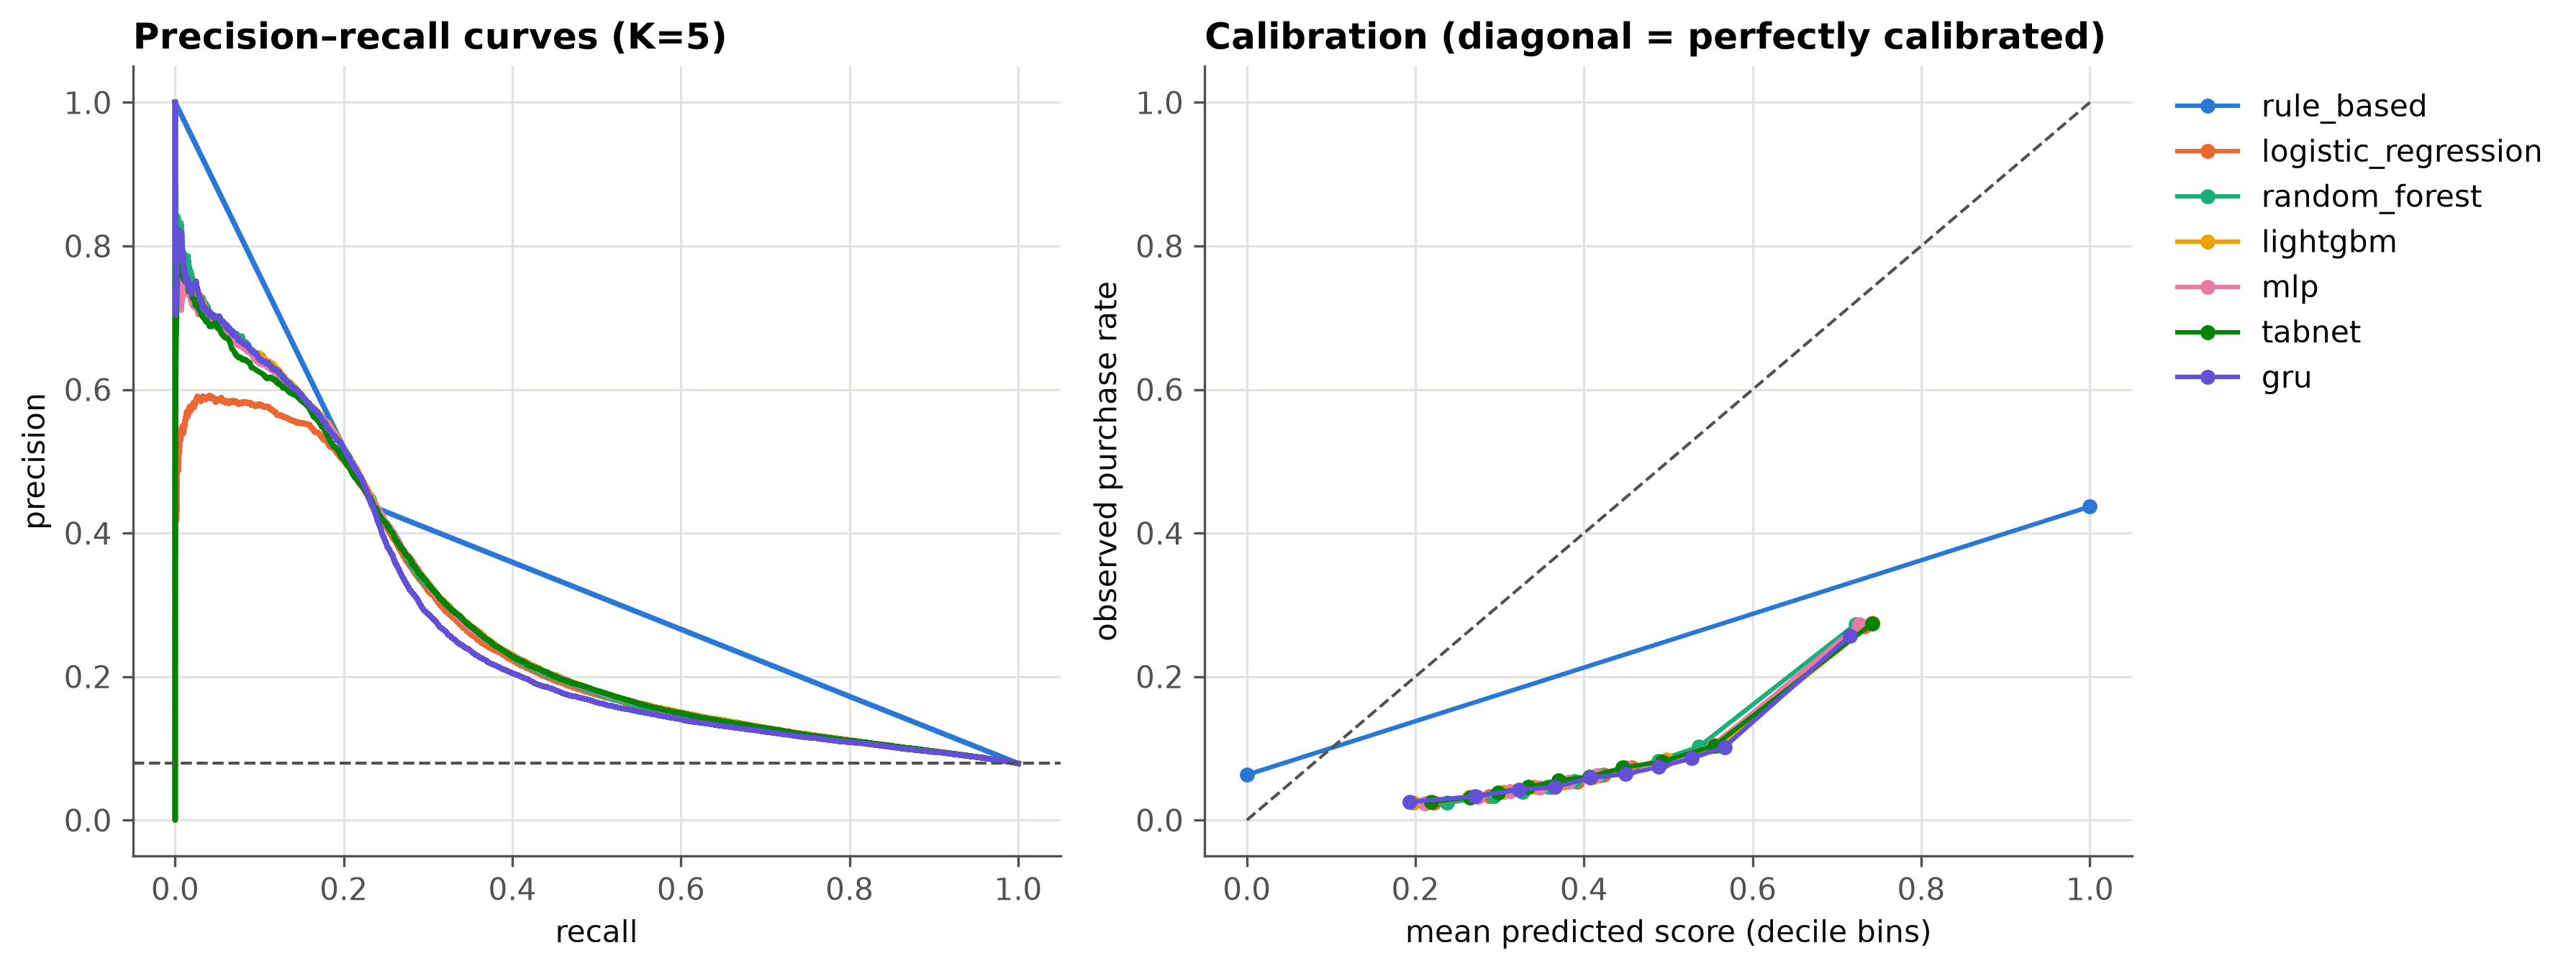 Precision–recall curves (K=5)
1.0
0.8
0.6
0.4
0.2
0.0
precision
0.0 0.2 0.4 0.6 0.8 1.0
recall
Calibration (diagonal = perfectly calibrated)
1.0
0.8
0.6
0.4
0.2
0.0
observed purchase rate
0.0 0.2 0.4 0.6 0.8 1.0
mean predicted score (decile bins)
rule_based
logistic_regression
random_forest
lightgbm
mlp
tabnet
gru